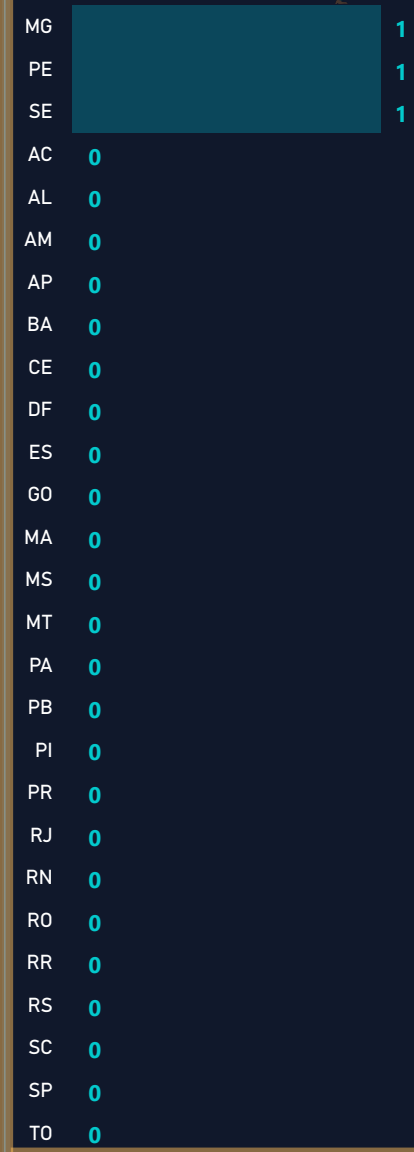 MG 1
PE 1
SE 1
AC 0
AL 0
AM 0
AP 0
BA 0
CE 0
DF 0
ES 0
GO 0
MA 0
MS 0
MT 0
PA 0
PB 0
PI 0
PR 0
RJ 0
RN 0
RO 0
RR 0
RS 0
SC 0
SP 0
TO 0